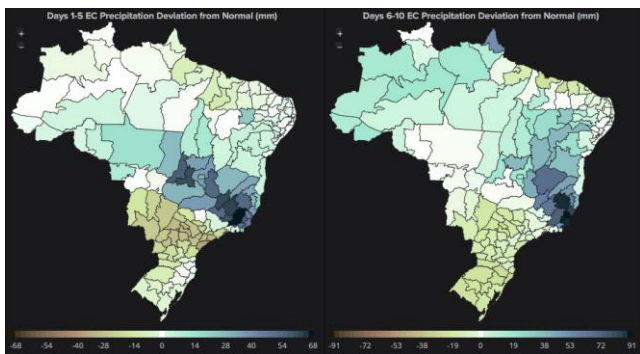 Days 1-5 EC Precipitation Deviation from Normal (mm)
Days 6-10 EC Precipitation Deviation from Normal (mm)
+
−
+
−
-68 -54 -40 -27 -14 0 14 27 40 54 68
-91 -72 -53 -38 -19 0 19 38 53 72 91